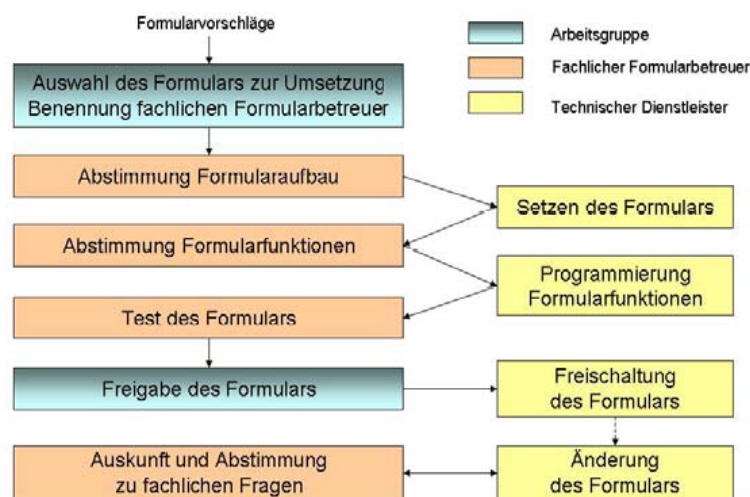 Formularvorschläge
Arbeitsgruppe
Fachlicher Formularbetreuer
Technischer Dienstleister
Auswahl des Formulars zur Umsetzung
Benennung fachlichen Formularbetreuer
Abstimmung Formularaufbau
Setzen des Formulars
Abstimmung Formularfunktionen
Programmierung
Formularfunktionen
Test des Formulars
Freigabe des Formulars
Freischaltung
des Formulars
Auskunft und Abstimmung
zu fachlichen Fragen
Änderung
des Formulars